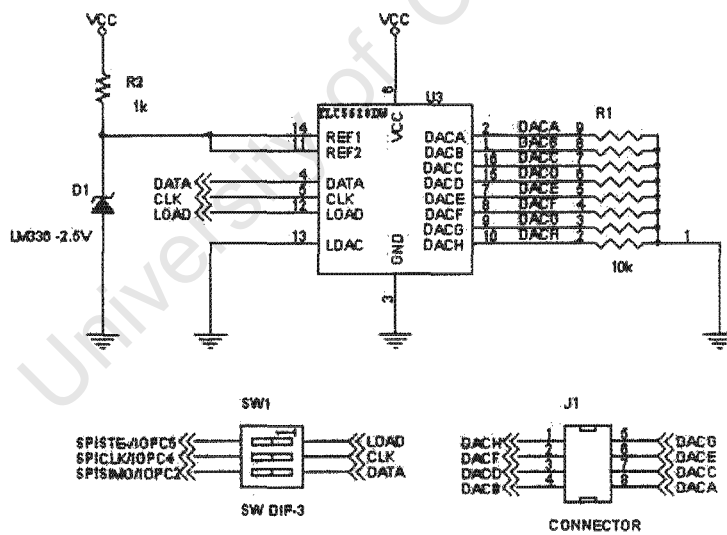 VCC
VCC
R2
1k
D1
LM336 -2.5V
U3
TLC5628DW
6
VCC
14 REF1
11 REF2
DATA 4 DATA
CLK 5 CLK
LOAD 12 LOAD
13 LDAC
GND
3
DACA 2 DACA 9
DACB 1 DACB 8
DACC 16 DACC 7
DACD 15 DACD 6
DACE 7 DACE 5
DACF 8 DACF 4
DACG 9 DACG 3
DACH 10 DACH 2
R1
10k
1
SW1
SPISTE/IOPC5 LOAD
SPICLK/IOPC4 CLK
SPISIMO/IOPC2 DATA
SW DIP-3
J1
DACH 1 5 DACG
DACF 2 6 DACE
DACD 3 7 DACC
DACB 4 8 DACA
CONNECTOR
University of